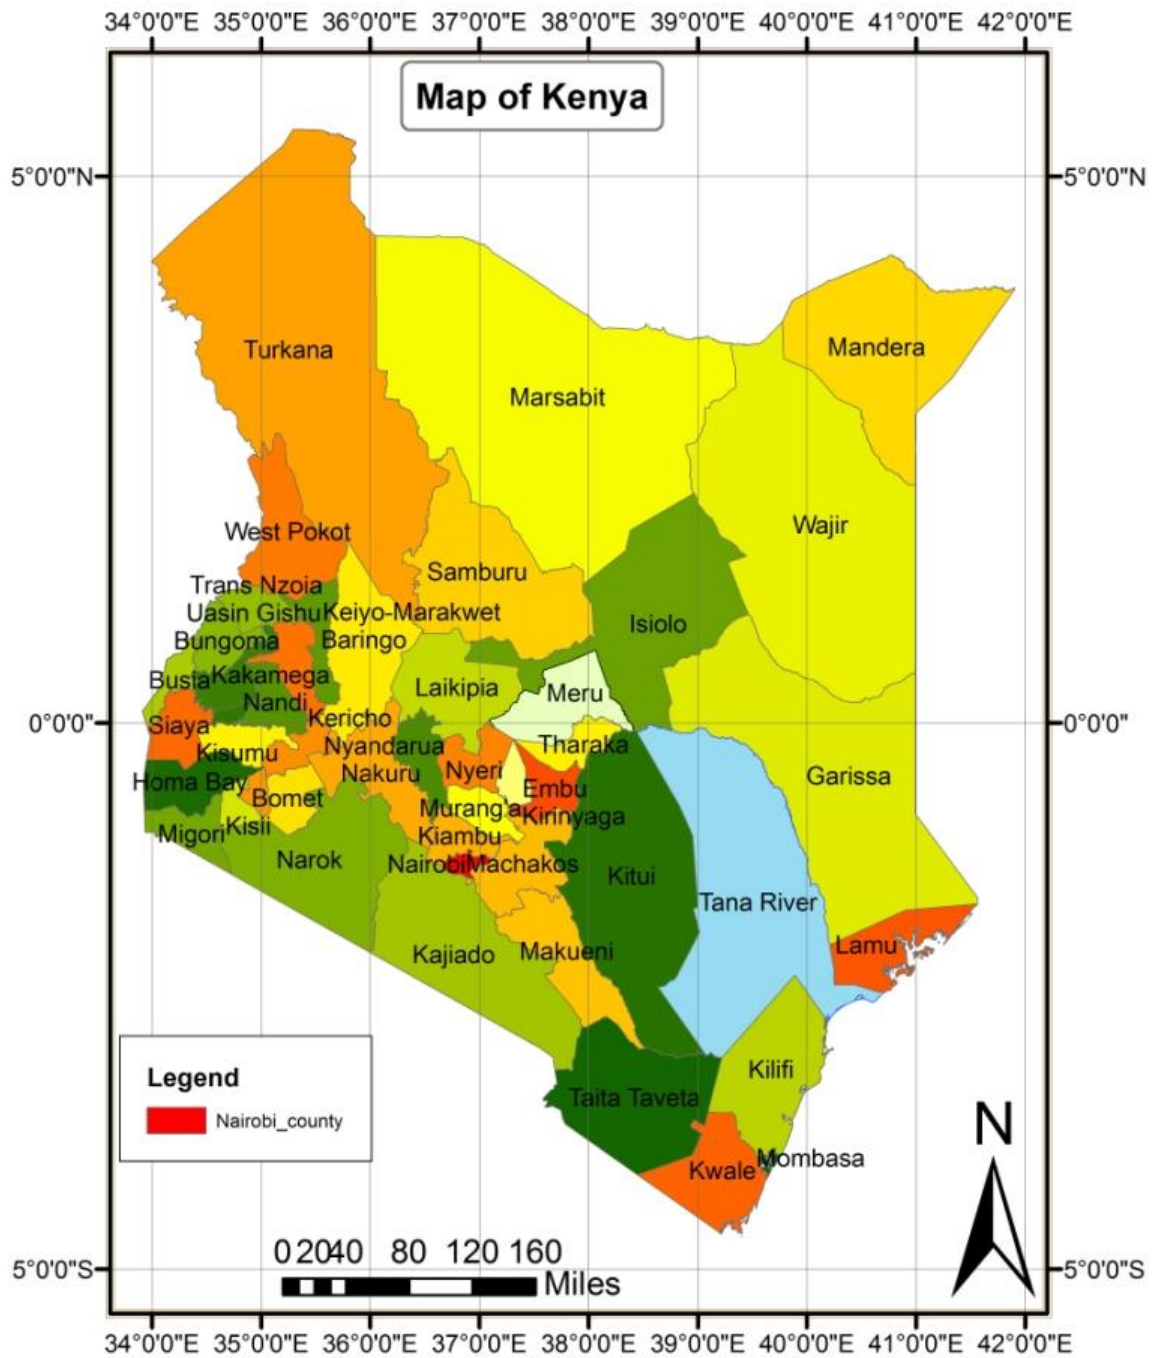 34°0'0"E 35°0'0"E 36°0'0"E 37°0'0"E 38°0'0"E 39°0'0"E 40°0'0"E 41°0'0"E 42°0'0"E
Map of Kenya
5°0'0"N 5°0'0"N
Mandera
Turkana
Marsabit
Wajir
West Pokot
Samburu
Trans Nzoia
Uasin Gishu Keiyo-Marakwet
Isiolo
Bungoma Baringo
Busia Kakamega
Laikipia Meru
Nandi
0°0'0" 0°0'0"
Siaya Kericho
Kisumu Nyandarua Tharaka
Homa Bay Nakuru Nyeri Garissa
Bomet Embu
Murang'a Kirinyaga
Migori Kisii Kiambu
Narok Nairobi Machakos
Kitui
Tana River
Lamu
Kajiado Makueni
Kilifi
Legend
Taita Taveta
Nairobi_county
N
Mombasa
Kwale
0 20 40 80 120 160
Miles
5°0'0"S 5°0'0"S
34°0'0"E 35°0'0"E 36°0'0"E 37°0'0"E 38°0'0"E 39°0'0"E 40°0'0"E 41°0'0"E 42°0'0"E